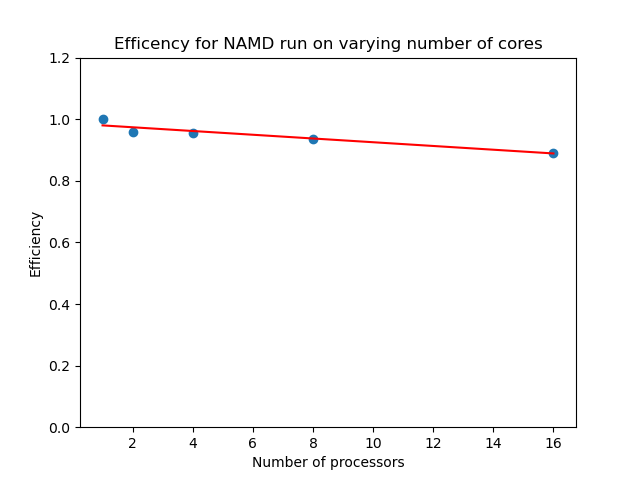 Efficency for NAMD run on varying number of cores
1.2
1.0
0.8
0.6
0.4
0.2
0.0
Efficiency
2 4 6 8 10 12 14 16
Number of processors